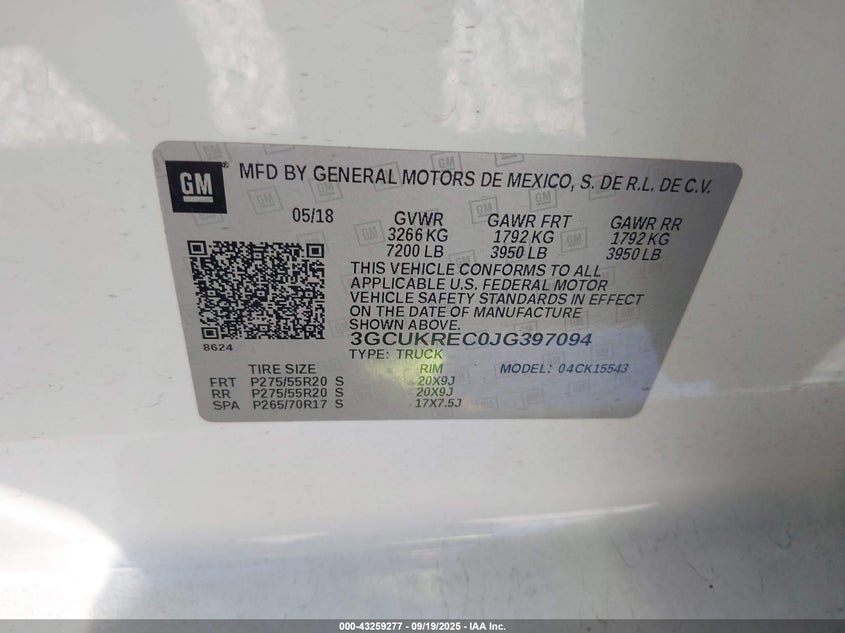 GM
MFD BY GENERAL MOTORS DE MEXICO, S. DE R.L. DE C.V.
05/18 GVWR GAWR FRT GAWR RR
3266 KG 1792 KG 1792 KG
7200 LB 3950 LB 3950 LB
THIS VEHICLE CONFORMS TO ALL
APPLICABLE U.S. FEDERAL MOTOR
VEHICLE SAFETY STANDARDS IN EFFECT
ON THE DATE OF MANUFACTURE
SHOWN ABOVE.
8624
3GCUKREC0JG397094
TYPE: TRUCK
TIRE SIZE RIM MODEL: 04CK15543
FRT P275/55R20 S 20X9J
RR P275/55R20 S 20X9J
SPA P265/70R17 S 17X7.5J
000-43259277 - 09/19/2025 - IAA Inc.